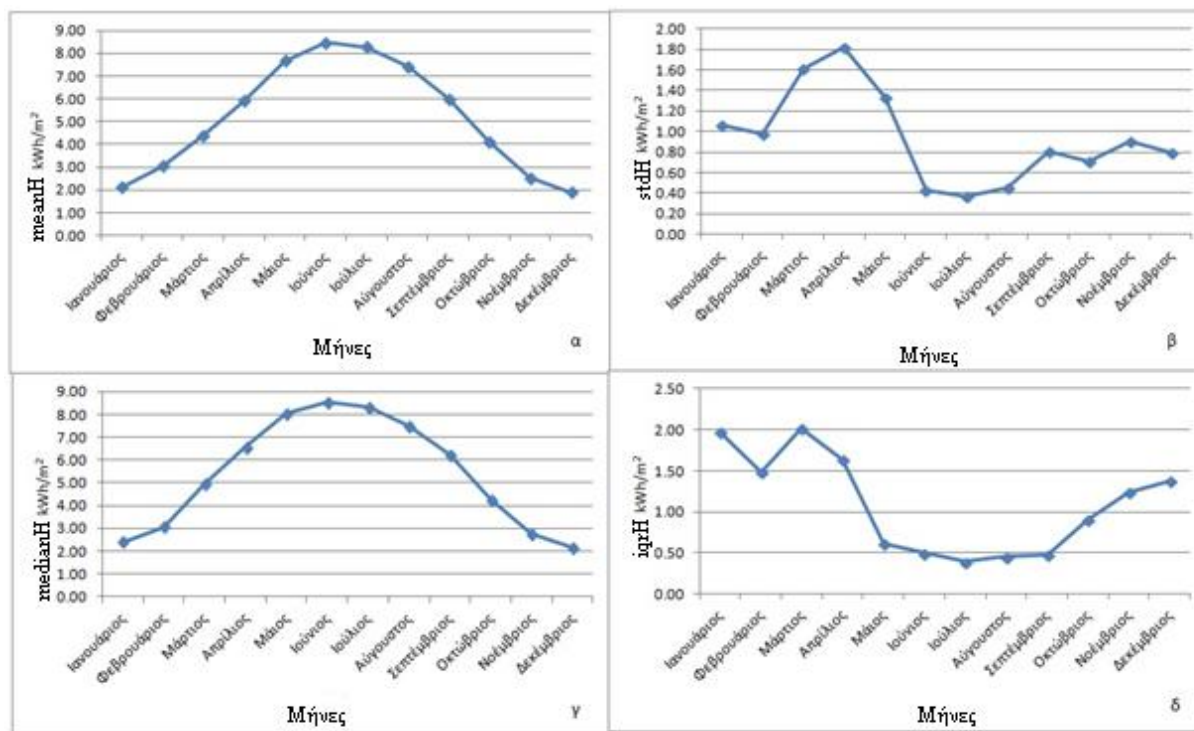 9.00
8.00
7.00
6.00
5.00
4.00
3.00
2.00
1.00
0.00
meanH kWh/m²
Ιανουάριος
Φεβρουάριος
Μάρτιος
Απρίλιος
Μάιος
Ιούνιος
Ιούλιος
Αύγουστος
Σεπτέμβριος
Οκτώβριος
Νοέμβριος
Δεκέμβριος
Μήνες
α
2.00
1.80
1.60
1.40
1.20
1.00
0.80
0.60
0.40
0.20
0.00
stdH kWh/m²
Ιανουάριος
Φεβρουάριος
Μάρτιος
Απρίλιος
Μάιος
Ιούνιος
Ιούλιος
Αύγουστος
Σεπτέμβριος
Οκτώβριος
Νοέμβριος
Δεκέμβριος
Μήνες
β
9.00
8.00
7.00
6.00
5.00
4.00
3.00
2.00
1.00
0.00
medianH kWh/m²
Ιανουάριος
Φεβρουάριος
Μάρτιος
Απρίλιος
Μάιος
Ιούνιος
Ιούλιος
Αύγουστος
Σεπτέμβριος
Οκτώβριος
Νοέμβριος
Δεκέμβριος
Μήνες
γ
2.50
2.00
1.50
1.00
0.50
0.00
iqrH kWh/m²
Ιανουάριος
Φεβρουάριος
Μάρτιος
Απρίλιος
Μάιος
Ιούνιος
Ιούλιος
Αύγουστος
Σεπτέμβριος
Οκτώβριος
Νοέμβριος
Δεκέμβριος
Μήνες
δ